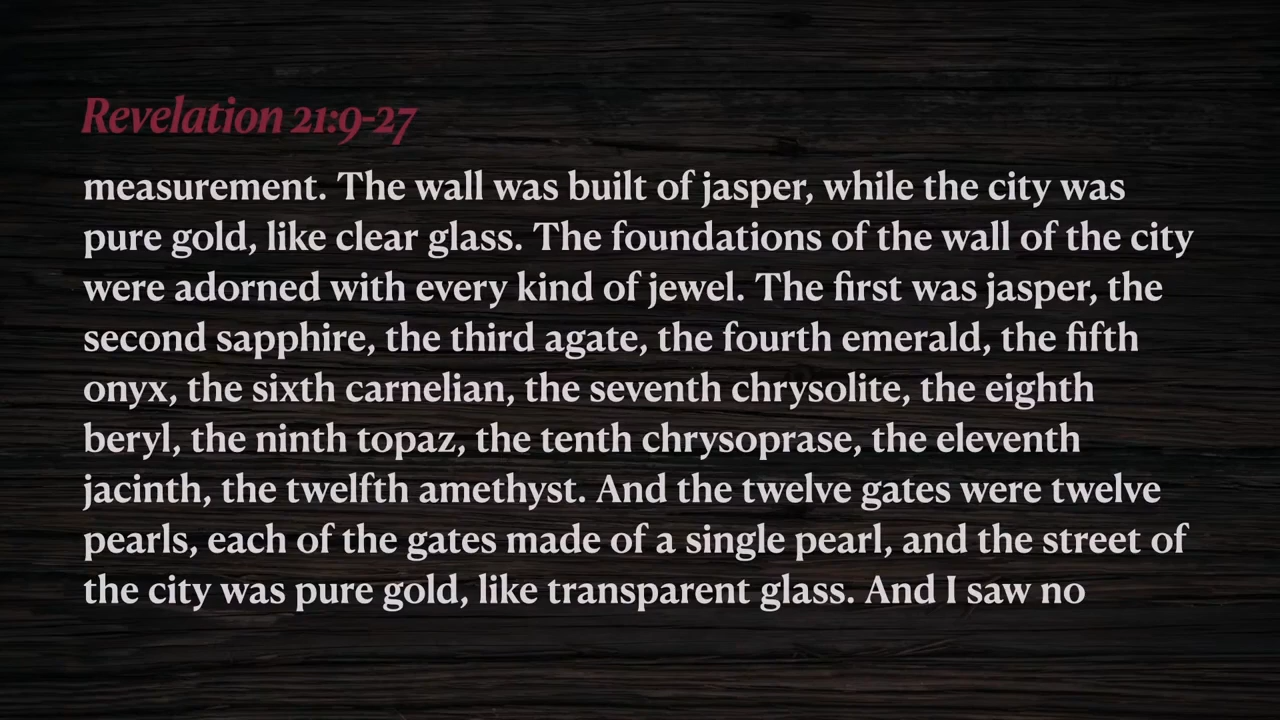 Revelation 21:9-27
measurement. The wall was built of jasper, while the city was
pure gold, like clear glass. The foundations of the wall of the city
were adorned with every kind of jewel. The first was jasper, the
second sapphire, the third agate, the fourth emerald, the fifth
onyx, the sixth carnelian, the seventh chrysolite, the eighth
beryl, the ninth topaz, the tenth chrysoprase, the eleventh
jacinth, the twelfth amethyst. And the twelve gates were twelve
pearls, each of the gates made of a single pearl, and the street of
the city was pure gold, like transparent glass. And I saw no